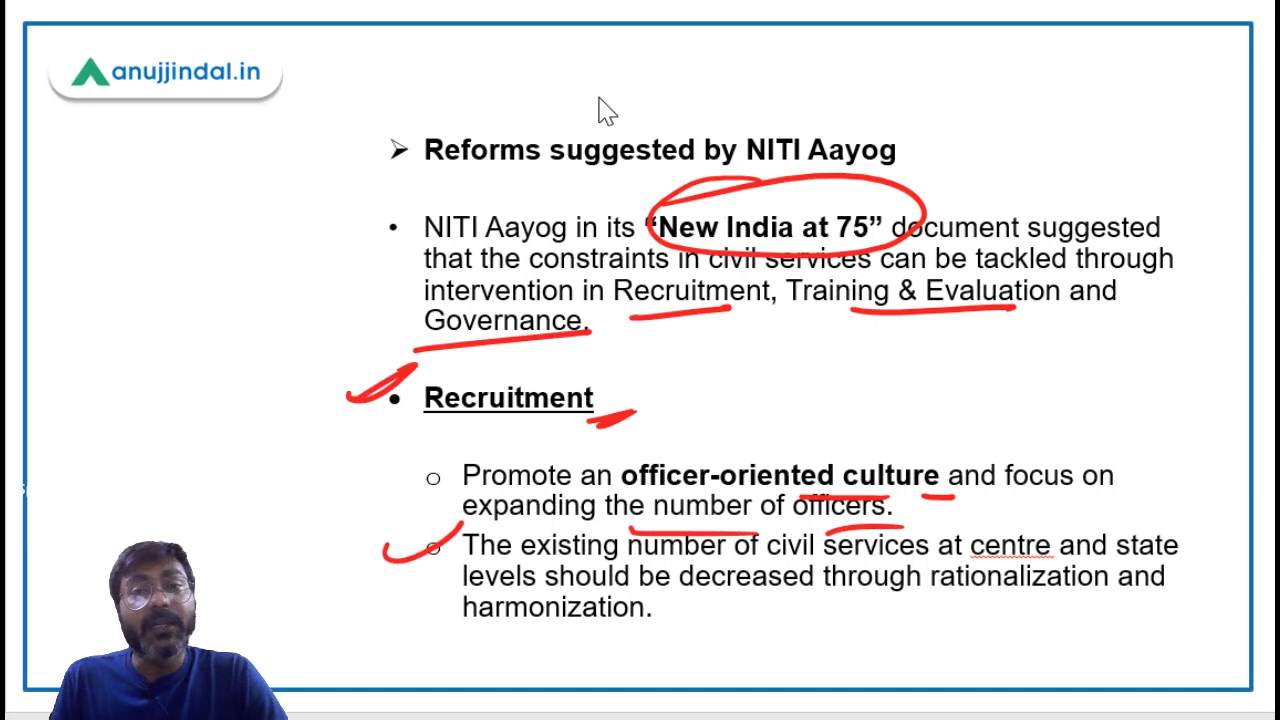 anujjindal.in
➢ Reforms suggested by NITI Aayog
• NITI Aayog in its “New India at 75” document suggested
that the constraints in civil services can be tackled through
intervention in Recruitment, Training & Evaluation and
Governance.
• Recruitment
o Promote an officer-oriented culture and focus on
expanding the number of officers.
o The existing number of civil services at centre and state
levels should be decreased through rationalization and
harmonization.